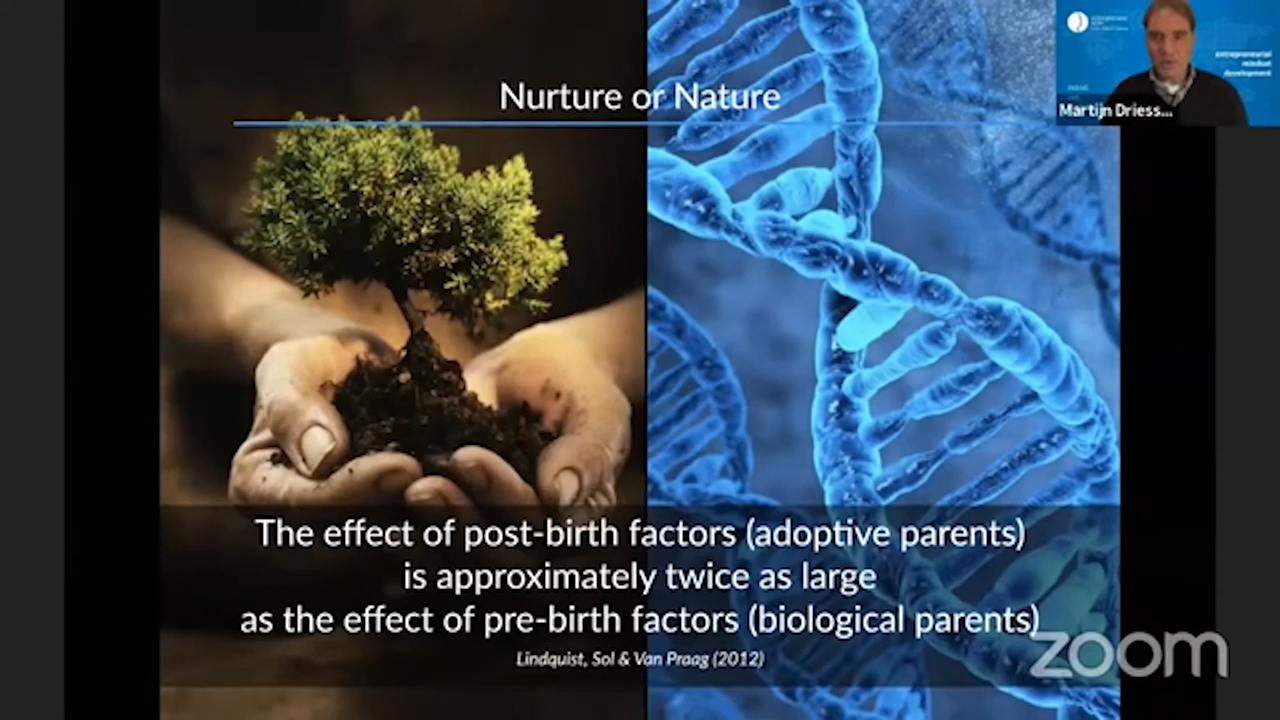 Nurture or Nature
entrepreneurial
mindset
development
Martijn Driess...
The effect of post-birth factors (adoptive parents)
is approximately twice as large
as the effect of pre-birth factors (biological parents)
Lindquist, Sol & Van Praag (2012)
zoom